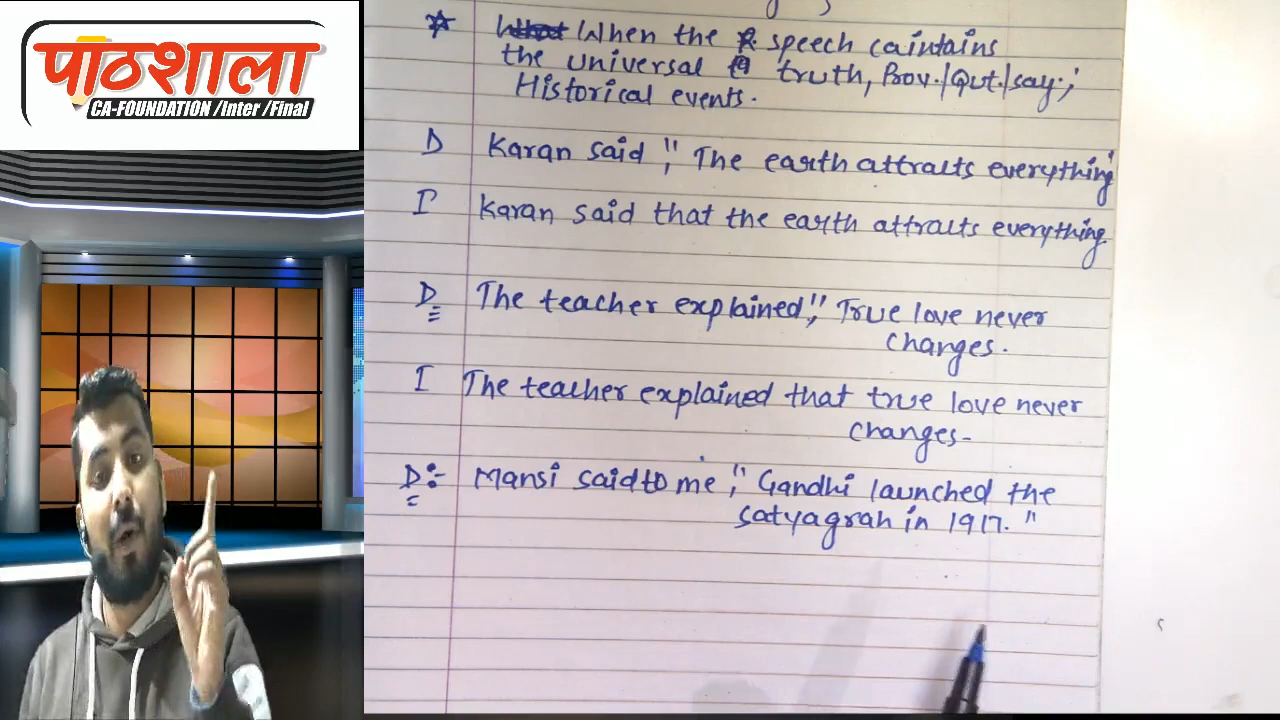 पाठशाला
CA-FOUNDATION /Inter /Final
When the speech caintains
the universal truth, Prov./Qut./say;
Historical events.
D Karan said," The earth attracts everything
I Karan said that the earth attracts everything.
D The teacher explained," True love never
changes.
I The teacher explained that true love never
changes-
D:- Mansi said to me," Gandhi launched the
satyagrah in 1917."